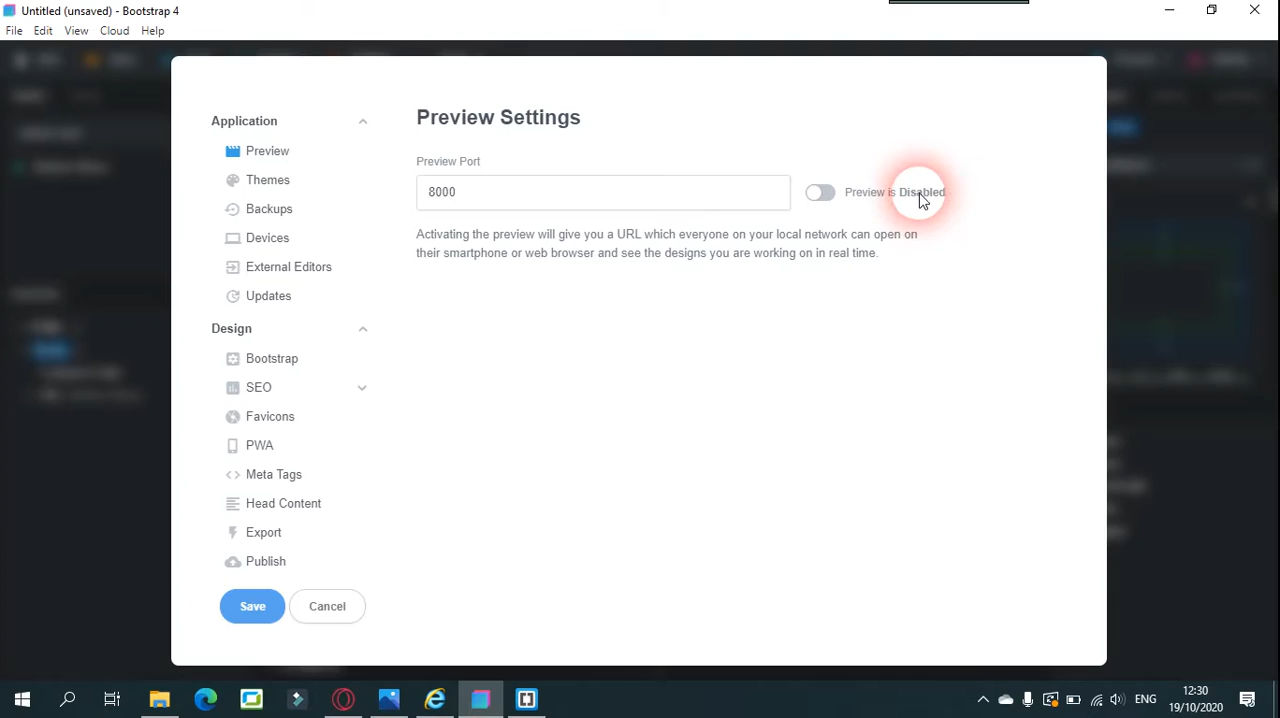 Untitled (unsaved) - Bootstrap 4
File Edit View Cloud Help
Application
Preview
Themes
Backups
Devices
External Editors
Updates
Design
Bootstrap
SEO
Favicons
PWA
Meta Tags
Head Content
Export
Publish
Save Cancel
Preview Settings
Preview Port
8000
Preview is Disabled
Activating the preview will give you a URL which everyone on your local network can open on
their smartphone or web browser and see the designs you are working on in real time.
ENG
12:30
19/10/2020